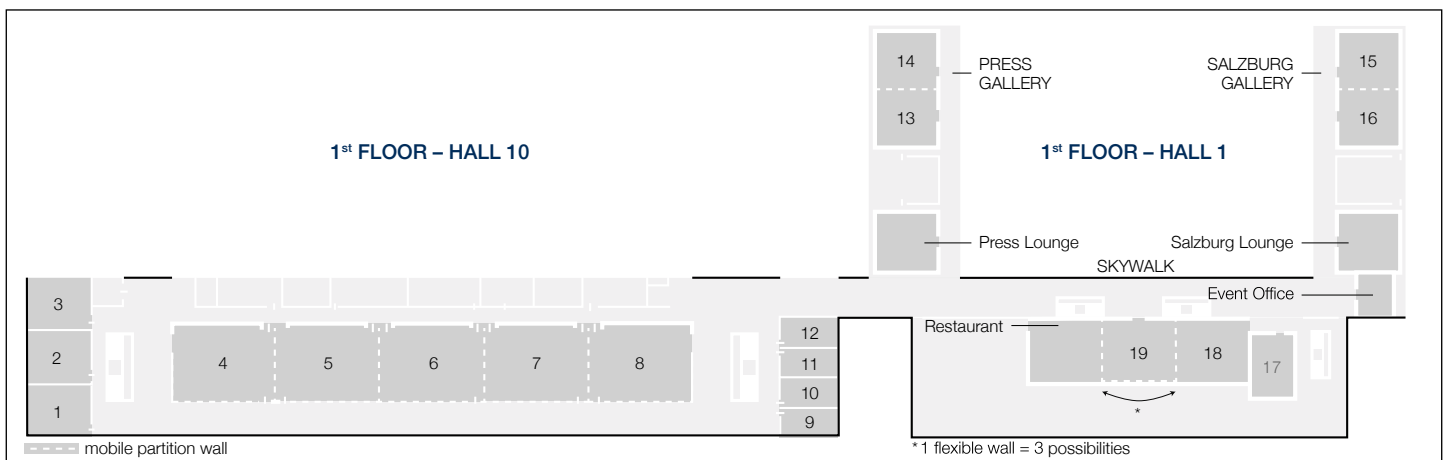 14
PRESS
GALLERY
SALZBURG
GALLERY
15
13
16
1st FLOOR – HALL 10
1st FLOOR – HALL 1
Press Lounge
Salzburg Lounge
SKYWALK
Event Office
3
Restaurant
12
2
4
5
6
7
8
11
19
18
17
10
1
9
*
mobile partition wall
* 1 flexible wall = 3 possibilities